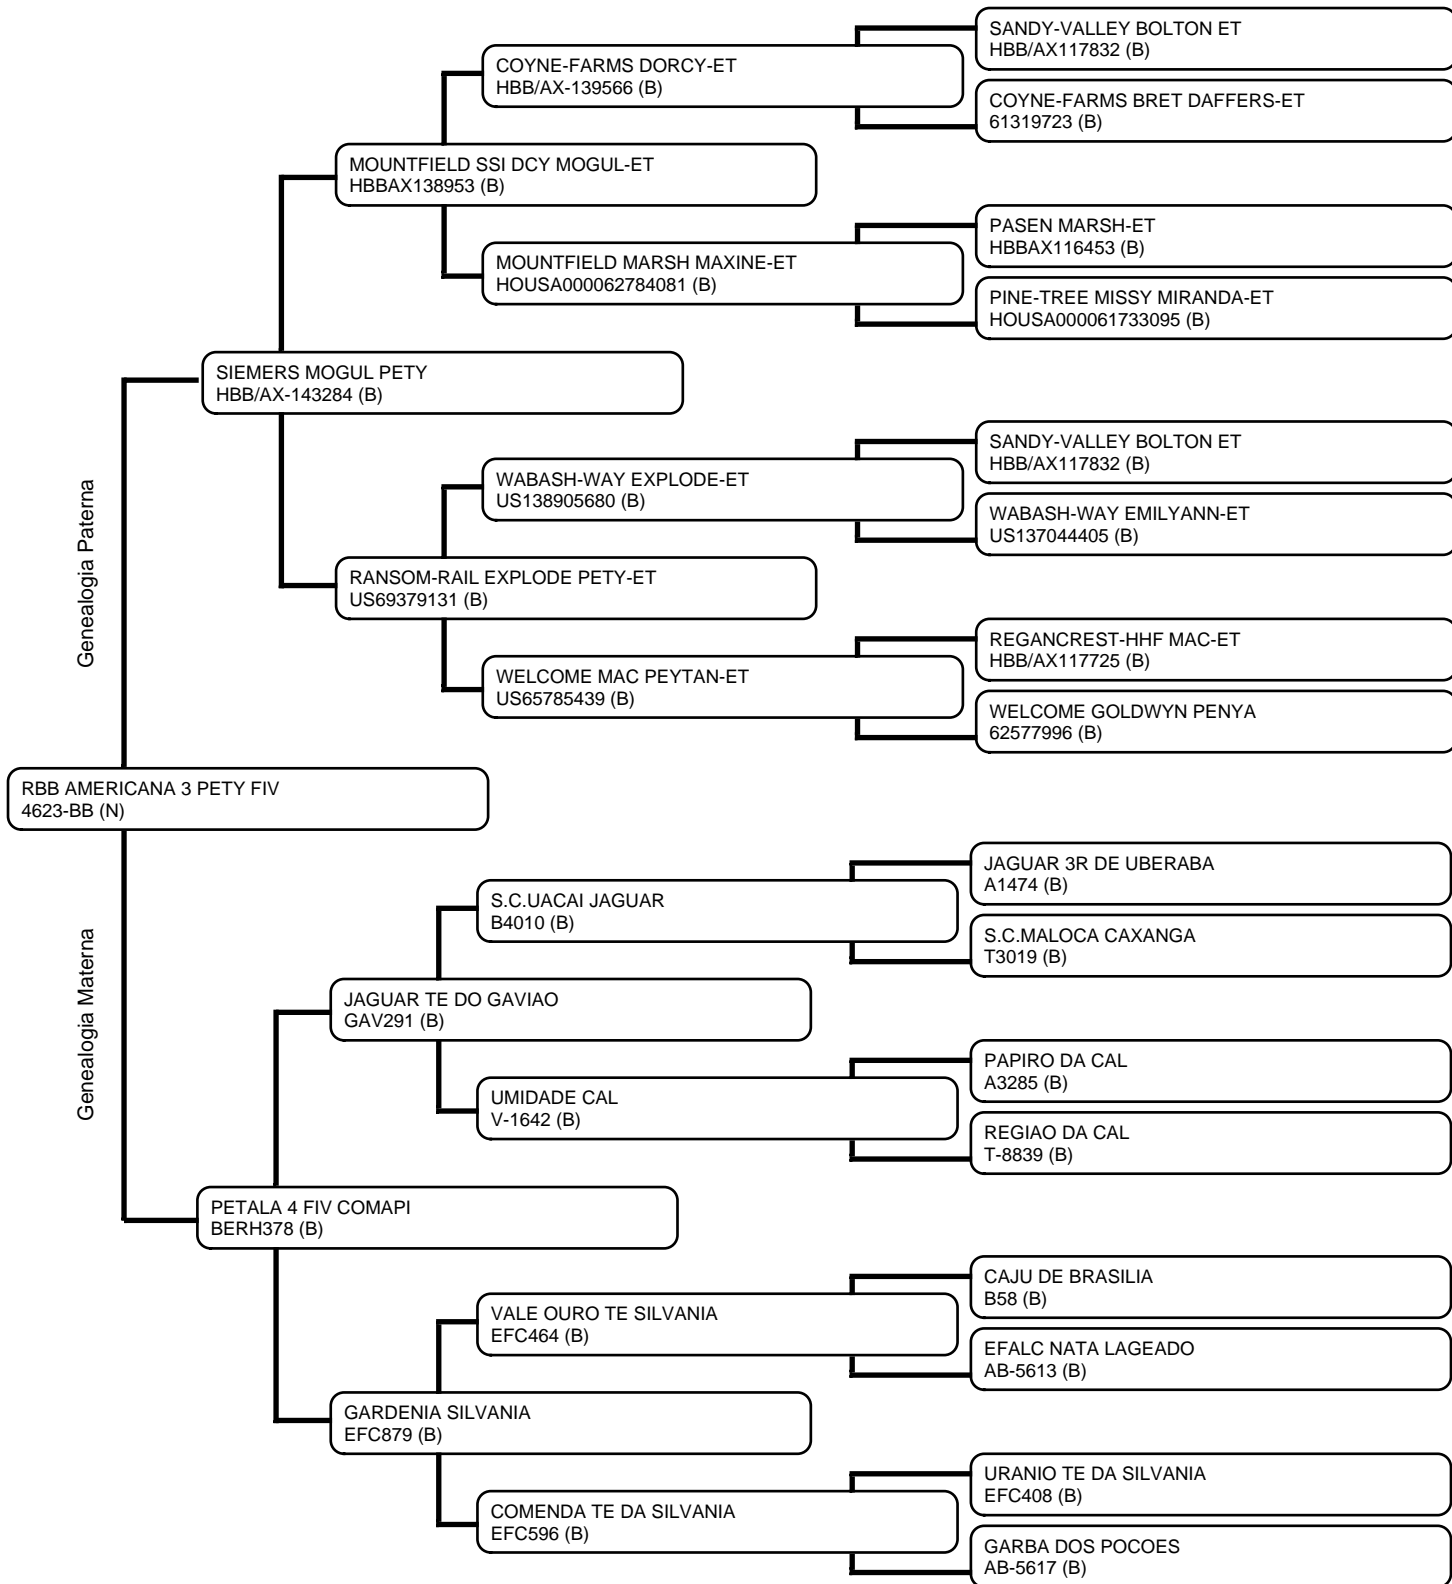 SANDY-VALLEY BOLTON ET
HBB/AX117832 (B)
COYNE-FARMS DORCY-ET
HBB/AX-139566 (B)
COYNE-FARMS BRET DAFFERS-ET
61319723 (B)
MOUNTFIELD SSI DCY MOGUL-ET
HBBAX138953 (B)
PASEN MARSH-ET
HBBAX116453 (B)
MOUNTFIELD MARSH MAXINE-ET
HOUSA000062784081 (B)
PINE-TREE MISSY MIRANDA-ET
HOUSA000061733095 (B)
SIEMERS MOGUL PETY
HBB/AX-143284 (B)
SANDY-VALLEY BOLTON ET
HBB/AX117832 (B)
WABASH-WAY EXPLODE-ET
US138905680 (B)
WABASH-WAY EMILYANN-ET
US137044405 (B)
Genealogia Paterna
RANSOM-RAIL EXPLODE PETY-ET
US69379131 (B)
REGANCREST-HHF MAC-ET
HBB/AX117725 (B)
WELCOME MAC PEYTAN-ET
US65785439 (B)
WELCOME GOLDWYN PENYA
62577996 (B)
RBB AMERICANA 3 PETY FIV
4623-BB (N)
JAGUAR 3R DE UBERABA
A1474 (B)
S.C.UACAI JAGUAR
B4010 (B)
S.C.MALOCA CAXANGA
T3019 (B)
Genealogia Materna
JAGUAR TE DO GAVIAO
GAV291 (B)
PAPIRO DA CAL
A3285 (B)
UMIDADE CAL
V-1642 (B)
REGIAO DA CAL
T-8839 (B)
PETALA 4 FIV COMAPI
BERH378 (B)
CAJU DE BRASILIA
B58 (B)
VALE OURO TE SILVANIA
EFC464 (B)
EFALC NATA LAGEADO
AB-5613 (B)
GARDENIA SILVANIA
EFC879 (B)
URANIO TE DA SILVANIA
EFC408 (B)
COMENDA TE DA SILVANIA
EFC596 (B)
GARBA DOS POCOES
AB-5617 (B)